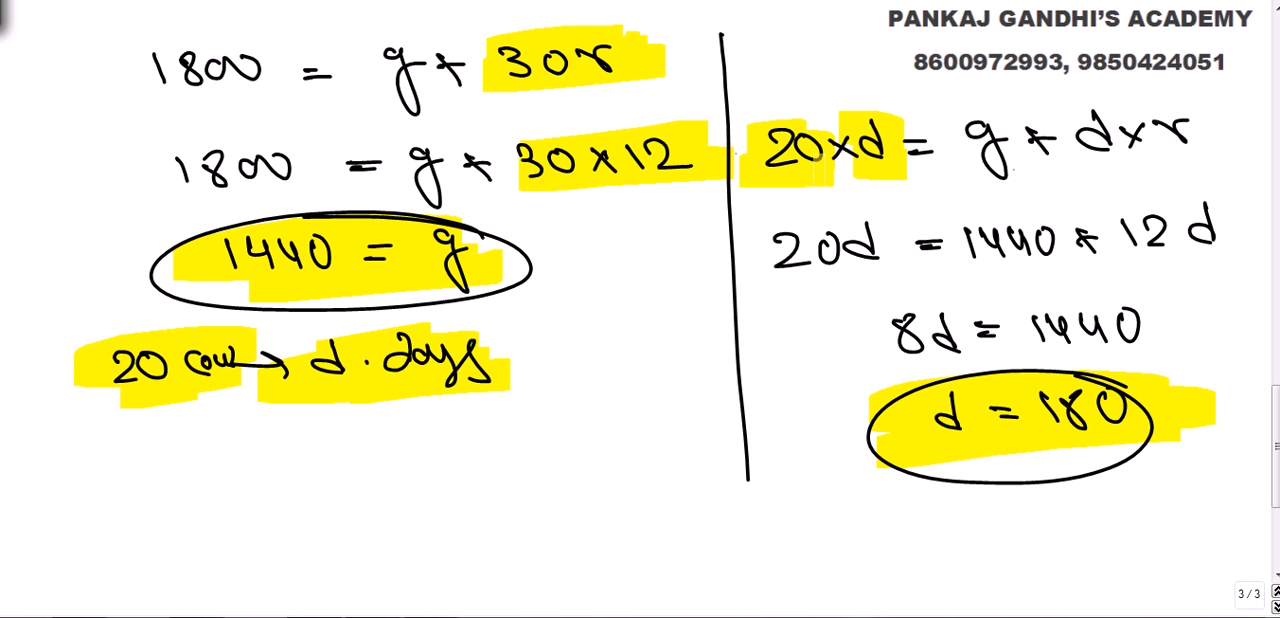 PANKAJ GANDHI'S ACADEMY
8600972993, 9850424051
1800 = g + 30r
1800 = g + 30 × 12
1440 = g
20 cow → d. days
20 × d = g + d × r
20d = 1440 + 12d
8d = 1440
d = 180
3 / 3